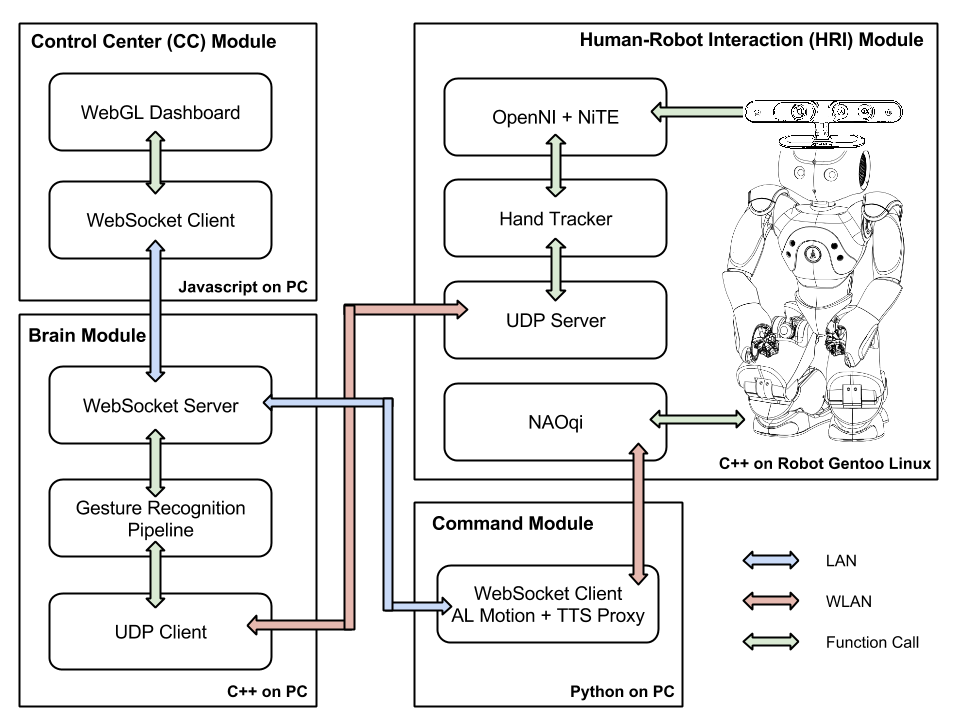 Control Center (CC) Module
WebGL Dashboard
WebSocket Client
Javascript on PC
Brain Module
WebSocket Server
Gesture Recognition
Pipeline
UDP Client
C++ on PC
Human-Robot Interaction (HRI) Module
OpenNI + NiTE
Hand Tracker
UDP Server
NAOqi
C++ on Robot Gentoo Linux
Command Module
WebSocket Client
AL Motion + TTS Proxy
Python on PC
LAN
WLAN
Function Call